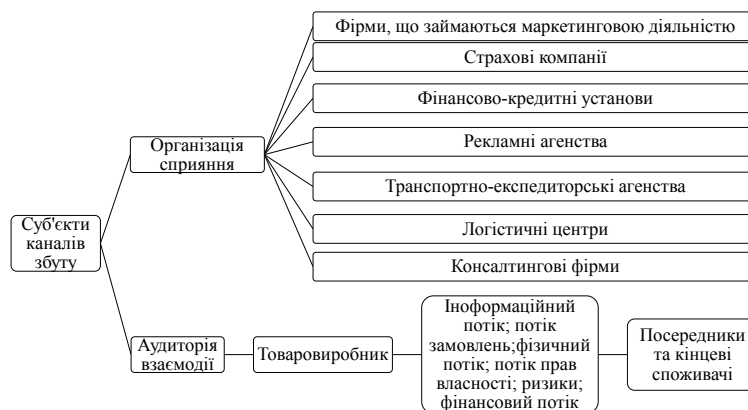 Фірми, що займаються маркетинговою діяльністю
Страхові компанії
Фінансово-кредитні установи
Організація
сприяння
Рекламні агенства
Транспортно-експедиторські агенства
Суб'єкти
каналів
збуту
Логістичні центри
Консалтингові фірми
Аудиторія
взаємодії
Товаровиробник
Іноформаційний
потік; потік
замовлень;фізичний
потік; потік прав
власності; ризики;
фінансовий потік
Посередники
та кінцеві
споживачі